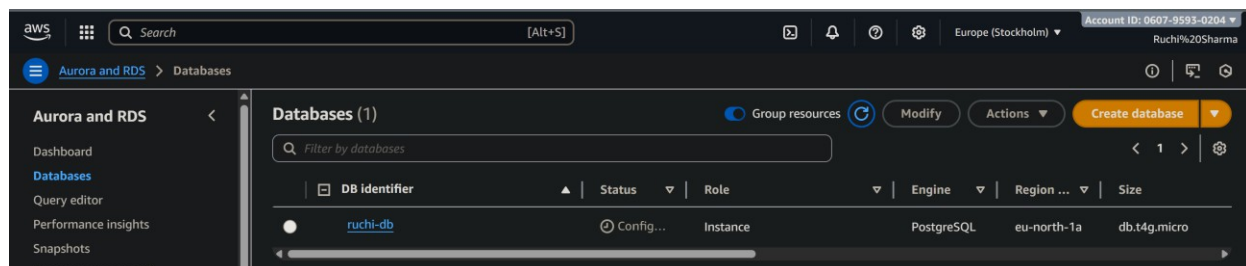 aws Search [Alt+S] Europe (Stockholm) ▼ Account ID: 0607-9593-0204 ▼
Ruchi%20Sharma
Aurora and RDS > Databases
Aurora and RDS
Dashboard
Databases
Query editor
Performance insights
Snapshots
Databases (1) Group resources Modify Actions ▼ Create database ▼
Filter by databases < 1 >
DB identifier Status Role Engine Region ... Size
ruchi-db Config... Instance PostgreSQL eu-north-1a db.t4g.micro